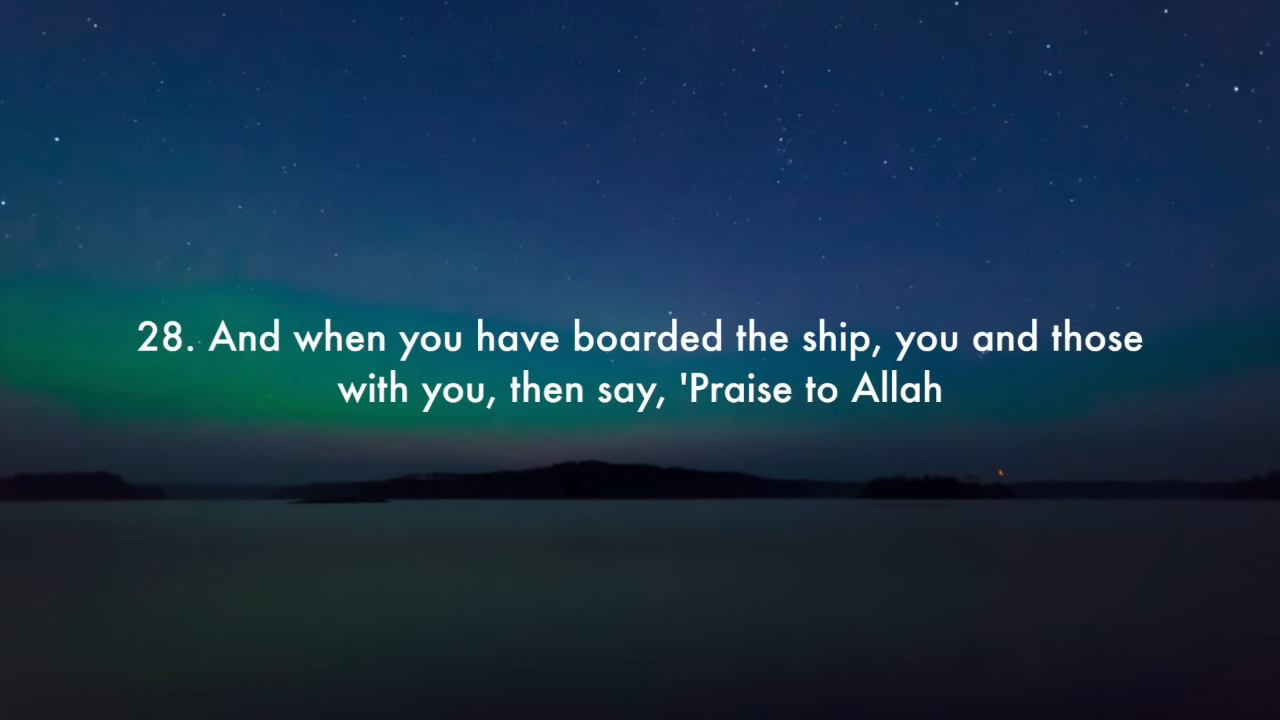 28. And when you have boarded the ship, you and those
with you, then say, 'Praise to Allah